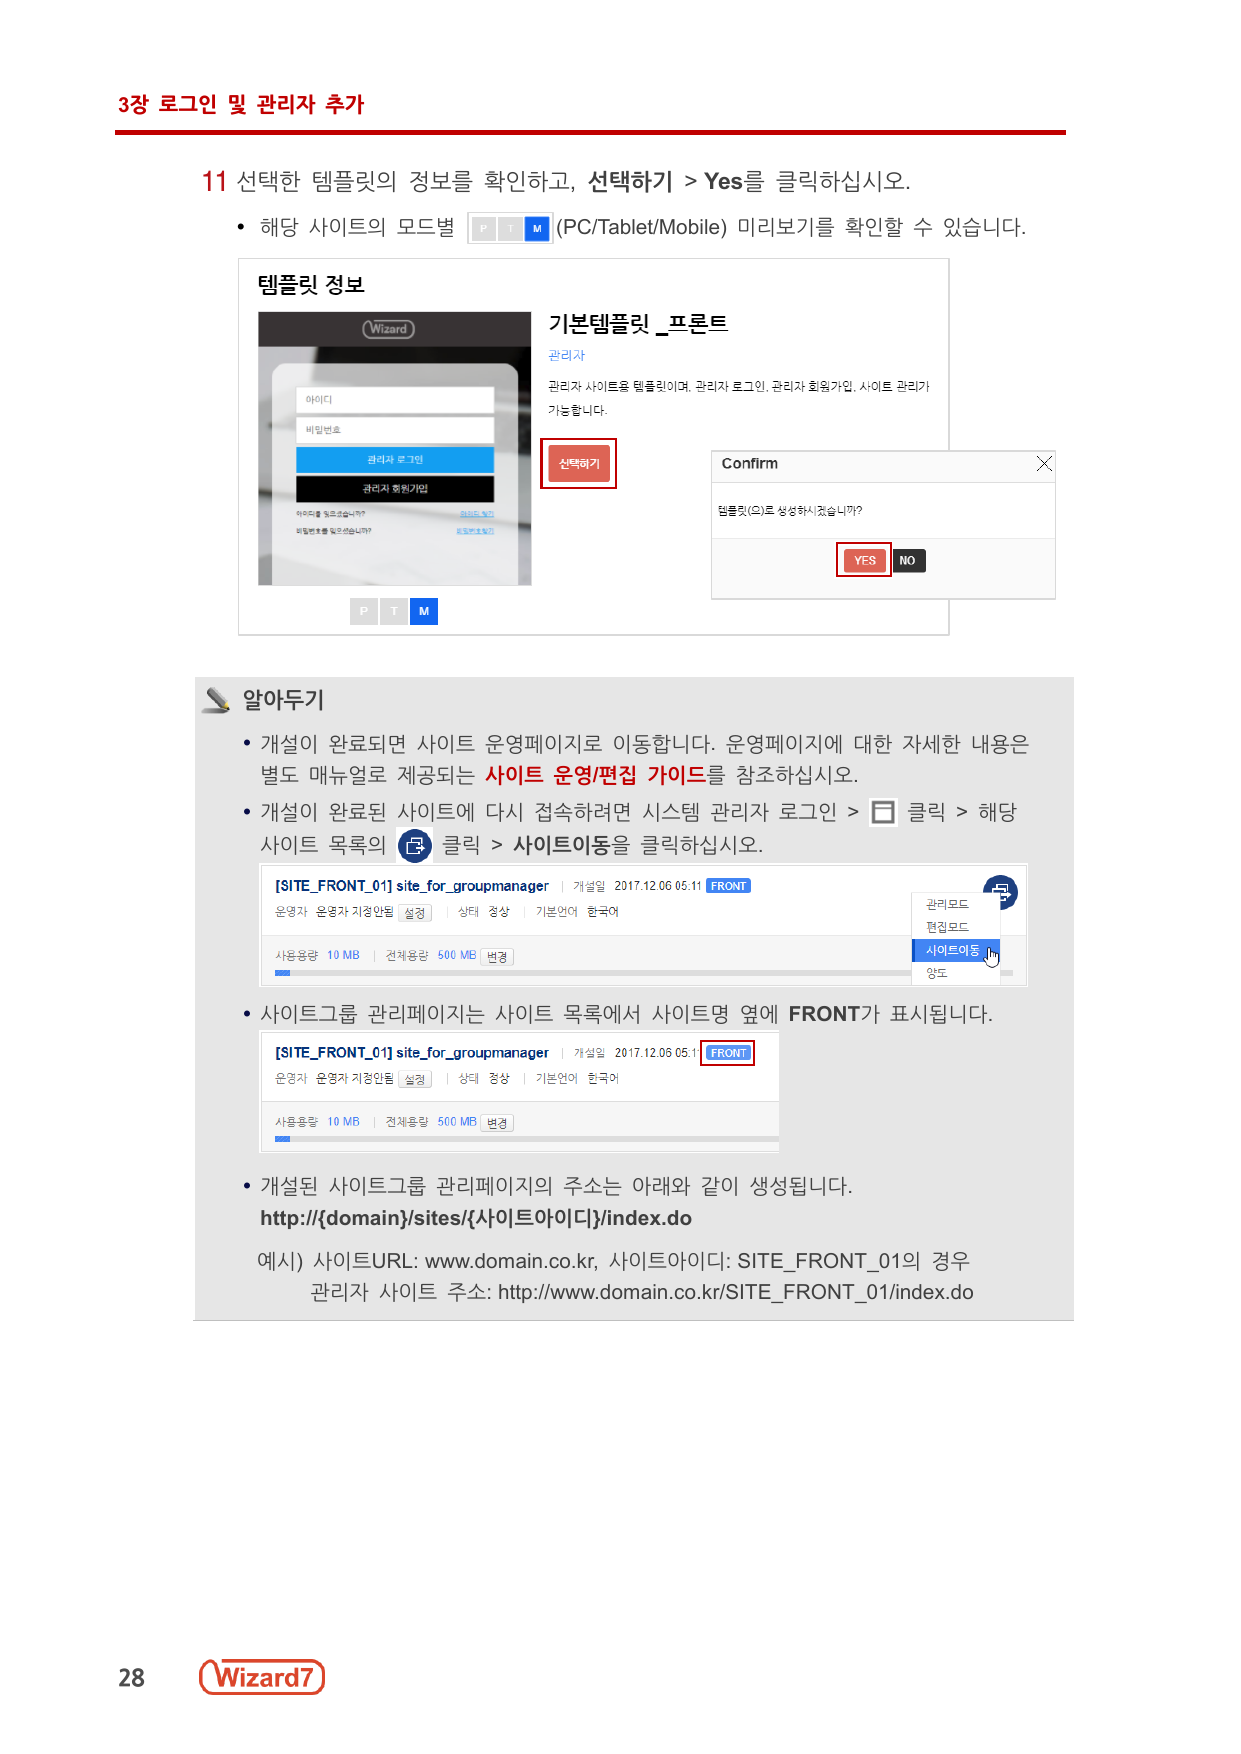 3장 로그인 및 관리자 추가
11 선택한 템플릿의 정보를 확인하고, 선택하기 > Yes를 클릭하십시오.
• 해당 사이트의 모드별 P T M (PC/Tablet/Mobile) 미리보기를 확인할 수 있습니다.
템플릿 정보
Wizard
아이디
비밀번호
관리자 로그인
관리자 회원가입
아이디를 잊으셨습니까? 아이디 찾기
비밀번호를 잊으셨습니까? 비밀번호찾기
P T M
기본템플릿 _프론트
관리자
관리자 사이트용 템플릿이며, 관리자 로그인, 관리자 회원가입, 사이트 관리가
가능합니다.
선택하기
Confirm
템플릿(으)로 생성하시겠습니까?
YES NO
알아두기
• 개설이 완료되면 사이트 운영페이지로 이동합니다. 운영페이지에 대한 자세한 내용은
별도 매뉴얼로 제공되는 사이트 운영/편집 가이드를 참조하십시오.
• 개설이 완료된 사이트에 다시 접속하려면 시스템 관리자 로그인 > 클릭 > 해당
사이트 목록의 클릭 > 사이트이동을 클릭하십시오.
[SITE_FRONT_01] site_for_groupmanager 개설일 2017.12.06 05:11 FRONT
운영자 운영자 지정안됨 설정 상태 정상 기본언어 한국어
사용용량 10 MB 전체용량 500 MB 변경
관리모드
편집모드
사이트이동
양도
• 사이트그룹 관리페이지는 사이트 목록에서 사이트명 옆에 FRONT가 표시됩니다.
[SITE_FRONT_01] site_for_groupmanager 개설일 2017.12.06 05:11 FRONT
운영자 운영자 지정안됨 설정 상태 정상 기본언어 한국어
사용용량 10 MB 전체용량 500 MB 변경
• 개설된 사이트그룹 관리페이지의 주소는 아래와 같이 생성됩니다.
http://{domain}/sites/{사이트아이디}/index.do
예시) 사이트URL: www.domain.co.kr, 사이트아이디: SITE_FRONT_01의 경우
관리자 사이트 주소: http://www.domain.co.kr/SITE_FRONT_01/index.do
28 Wizard7